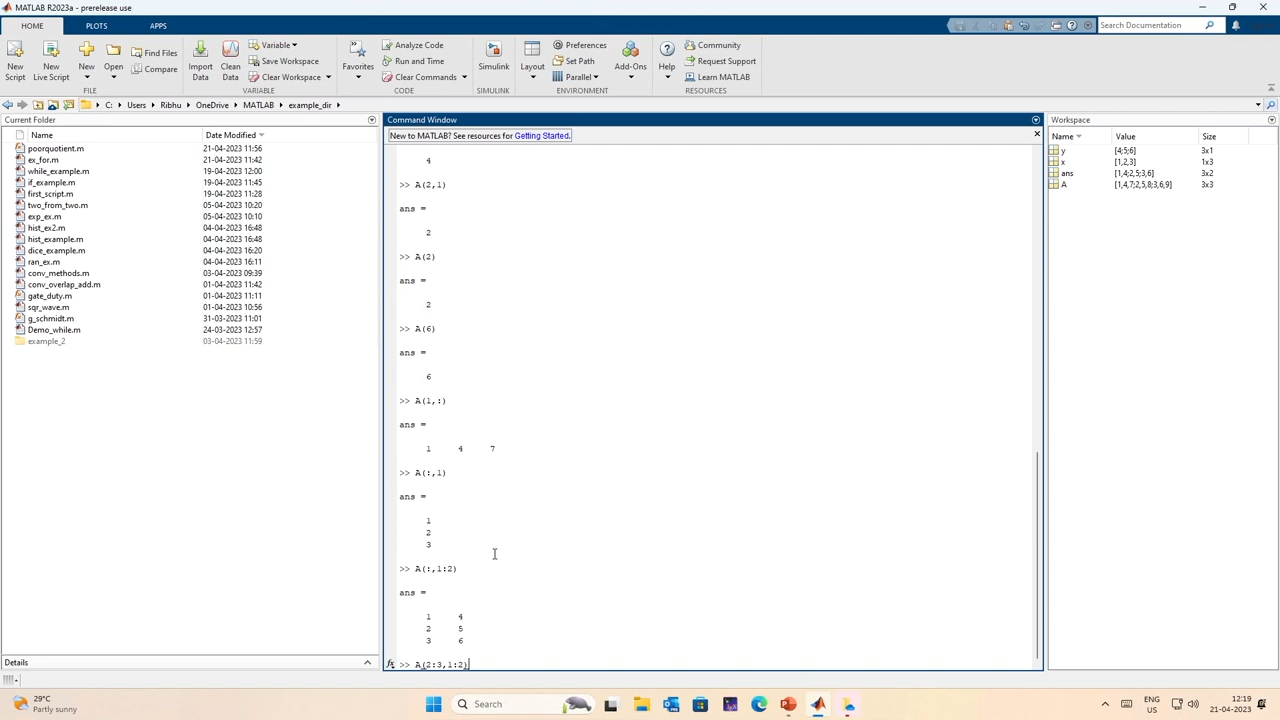 MATLAB R2023a - prerelease use
HOME PLOTS APPS
Search Documentation
New Script
New Live Script
New
Open
Find Files
Compare
FILE
Import Data
Clean Data
Variable
Save Workspace
Clear Workspace
VARIABLE
Favorites
Analyze Code
Run and Time
Clear Commands
CODE
Simulink
SIMULINK
Layout
Preferences
Set Path
Parallel
ENVIRONMENT
Add-Ons
Help
Community
Request Support
Learn MATLAB
RESOURCES
C: Users Ribhu OneDrive MATLAB example_dir
Current Folder
Name Date Modified
poorquotient.m 21-04-2023 11:56
ex_for.m 21-04-2023 11:42
while_example.m 19-04-2023 12:00
if_example.m 19-04-2023 11:45
first_script.m 19-04-2023 11:28
two_from_two.m 05-04-2023 10:20
exp_ex.m 05-04-2023 10:10
hist_ex2.m 04-04-2023 16:48
hist_example.m 04-04-2023 16:48
dice_example.m 04-04-2023 16:20
ran_ex.m 04-04-2023 16:11
conv_methods.m 03-04-2023 09:39
conv_overlap_add.m 01-04-2023 11:42
gate_duty.m 01-04-2023 11:11
sqr_wave.m 01-04-2023 10:56
g_schmidt.m 31-03-2023 11:01
Demo_while.m 24-03-2023 12:57
example_2 03-04-2023 11:59
Details
Command Window
New to MATLAB? See resources for Getting Started.
4
>> A(2,1)
ans =
2
>> A(2)
ans =
2
>> A(6)
ans =
6
>> A(1,:)
ans =
1 4 7
>> A(:,1)
ans =
1
2
3
>> A(:,1:2)
ans =
1 4
2 5
3 6
fx >> A(2:3,1:2)
Workspace
Name Value Size
y [4;5;6] 3x1
x [1,2,3] 1x3
ans [1,4;2,5;3,6] 3x2
A [1,4,7;2,5,8;3,6,9] 3x3
29°C
Partly sunny
Search
ENG
US
12:19
21-04-2023